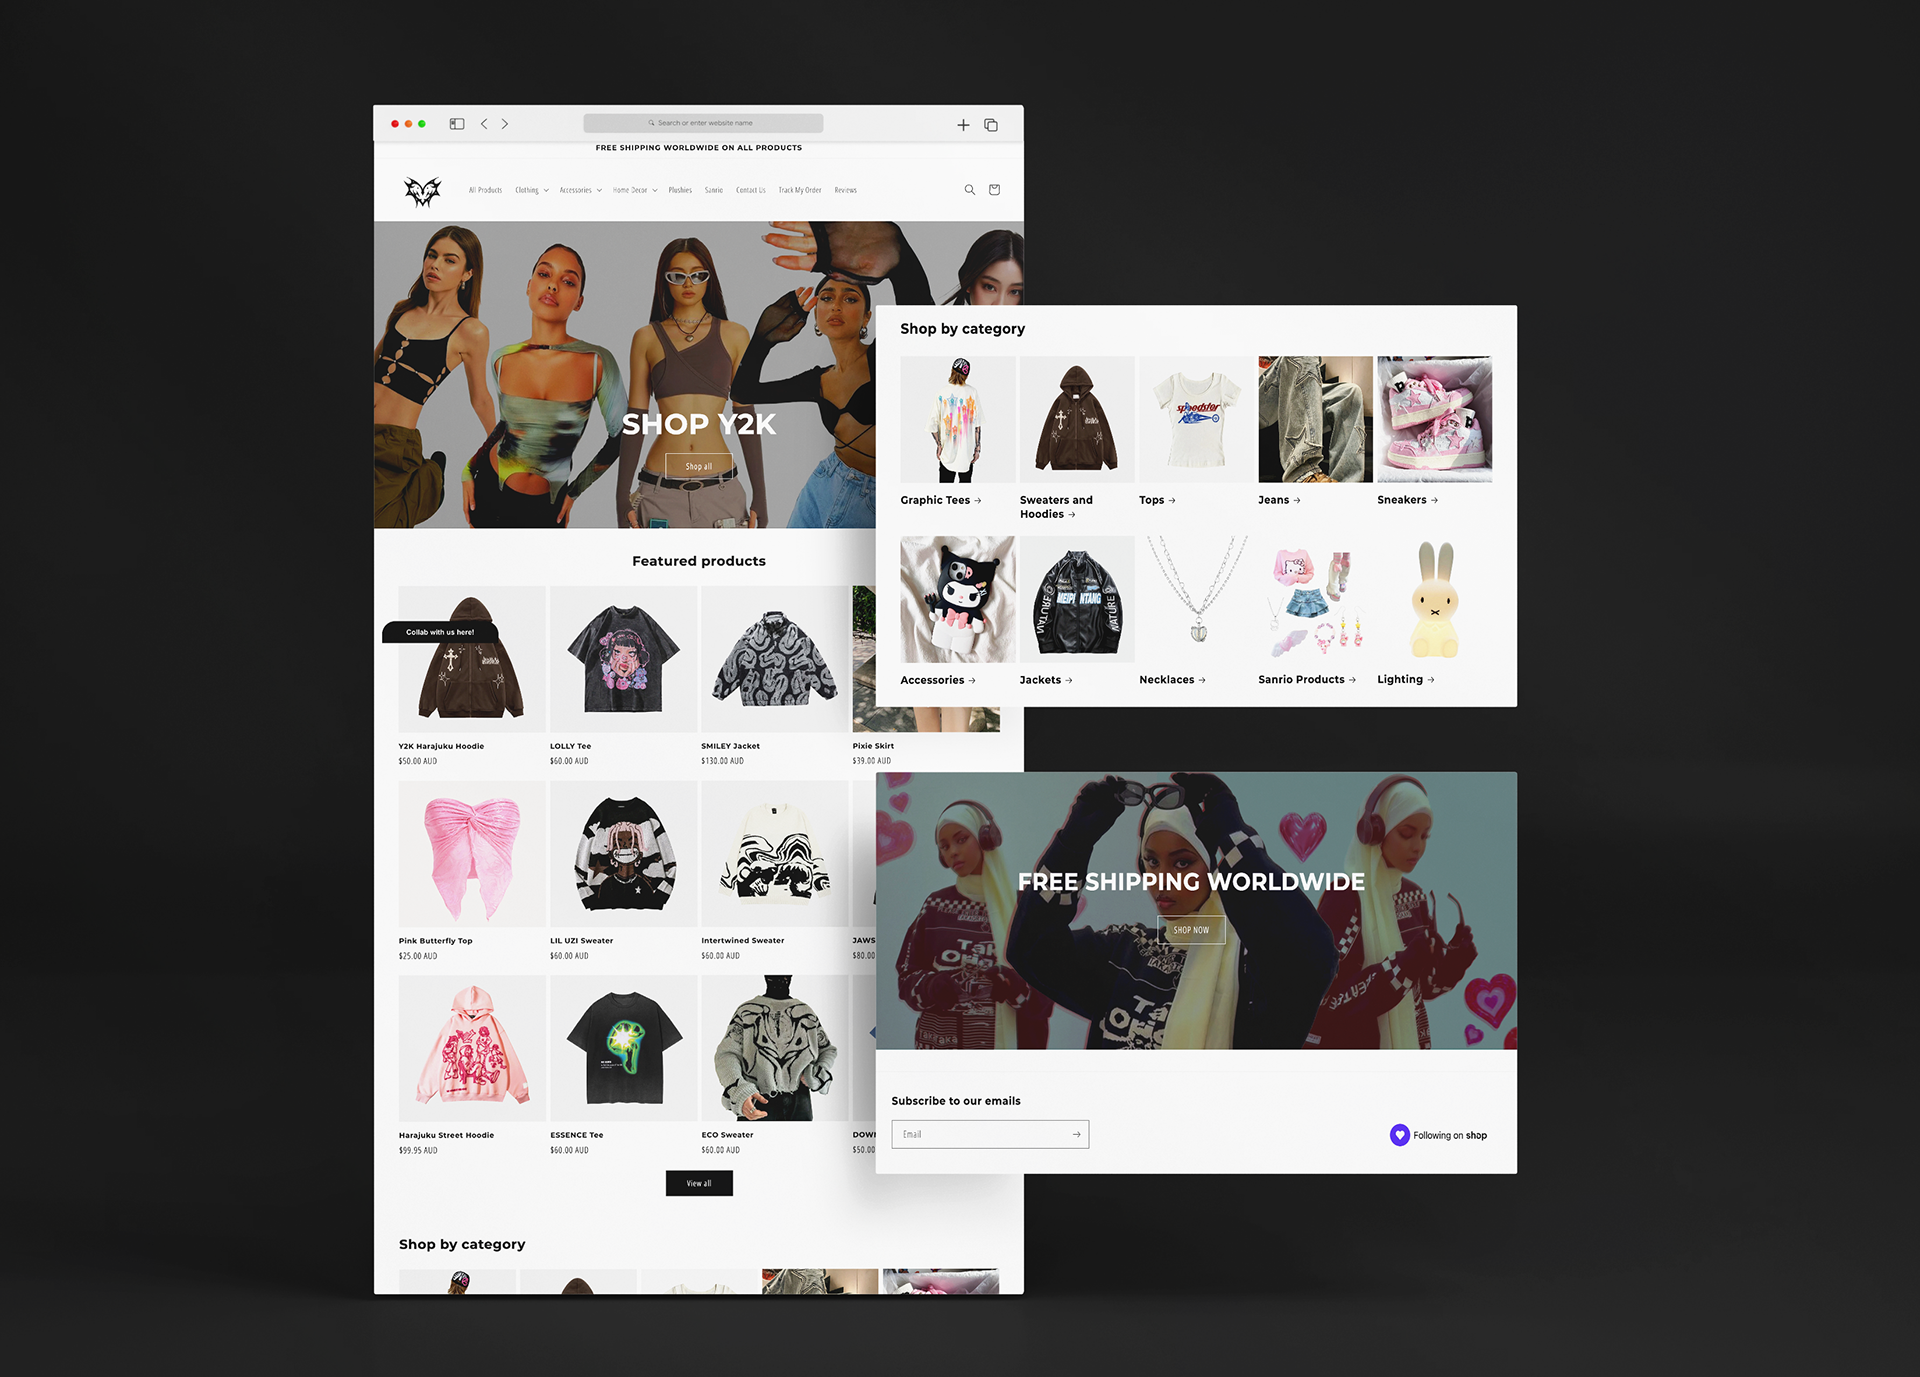 Search or enter website name
FREE SHIPPING WORLDWIDE ON ALL PRODUCTS
All Products Clothing Accessories Home Decor Plushies Sanrio Contact Us Track My Order Reviews
SHOP Y2K
Shop all
Featured products
Collab with us here!
Y2K Harajuku Hoodie
$50.00 AUD
LOLLY Tee
$60.00 AUD
SMILEY Jacket
$130.00 AUD
Pixie Skirt
$39.00 AUD
Pink Butterfly Top
$25.00 AUD
LIL UZI Sweater
$60.00 AUD
Intertwined Sweater
$60.00 AUD
JAWS
$80.00
Harajuku Street Hoodie
$99.95 AUD
ESSENCE Tee
$60.00 AUD
ECO Sweater
$60.00 AUD
DOWN
$50.00
View all
Shop by category
Shop by category
speedster
Graphic Tees →
Sweaters and
Hoodies →
Tops →
Jeans →
Sneakers →
NATURE
NATURE
Accessories →
Jackets →
Necklaces →
Sanrio Products →
Lighting →
FREE SHIPPING WORLDWIDE
SHOP NOW
Subscribe to our emails
Email →
Following on shop